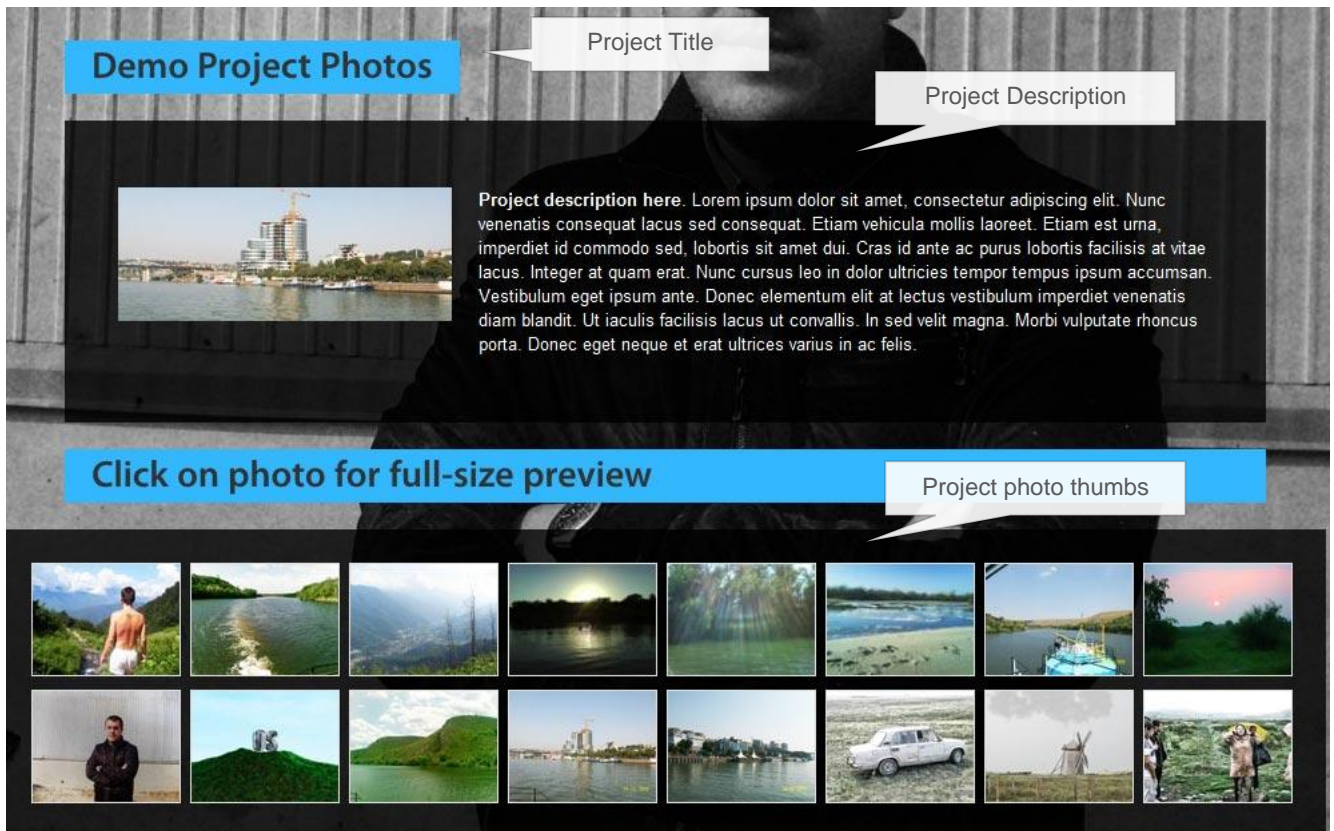 Project Title
Demo Project Photos
Project Description
Project description here. Lorem ipsum dolor sit amet, consectetur adipiscing elit. Nunc
venenatis consequat lacus sed consequat. Etiam vehicula mollis laoreet. Etiam est urna,
imperdiet id commodo sed, lobortis sit amet dui. Cras id ante ac purus lobortis facilisis at vitae
lacus. Integer at quam erat. Nunc cursus leo in dolor ultricies tempor tempus ipsum accumsan.
Vestibulum eget ipsum ante. Donec elementum elit at lectus vestibulum imperdiet venenatis
diam blandit. Ut iaculis facilisis lacus ut convallis. In sed velit magna. Morbi vulputate rhoncus
porta. Donec eget neque et erat ultrices varius in ac felis.
Click on photo for full-size preview
Project photo thumbs